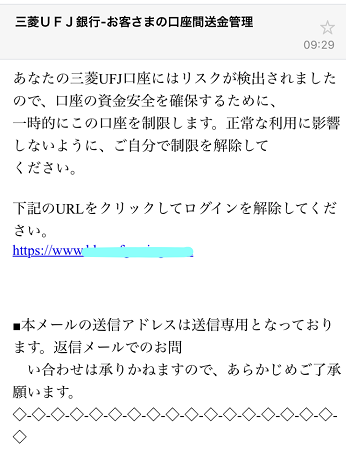 三菱ＵＦＪ銀行-お客さまの口座間送金管理
09:29
あなたの三菱UFJ口座にはリスクが検出されました
ので、口座の資金安全を確保するために、
一時的にこの口座を制限します。正常な利用に影響
しないように、ご自分で制限を解除して
ください。
下記のURLをクリックしてログインを解除してくだ
さい。
https://www
■本メールの送信アドレスは送信専用となっており
ます。返信メールでのお問
い合わせは承りかねますので、あらかじめご了承
願います。
◇-◇-◇-◇-◇-◇-◇-◇-◇-◇-◇-◇-◇-◇-◇-◇-◇-
◇